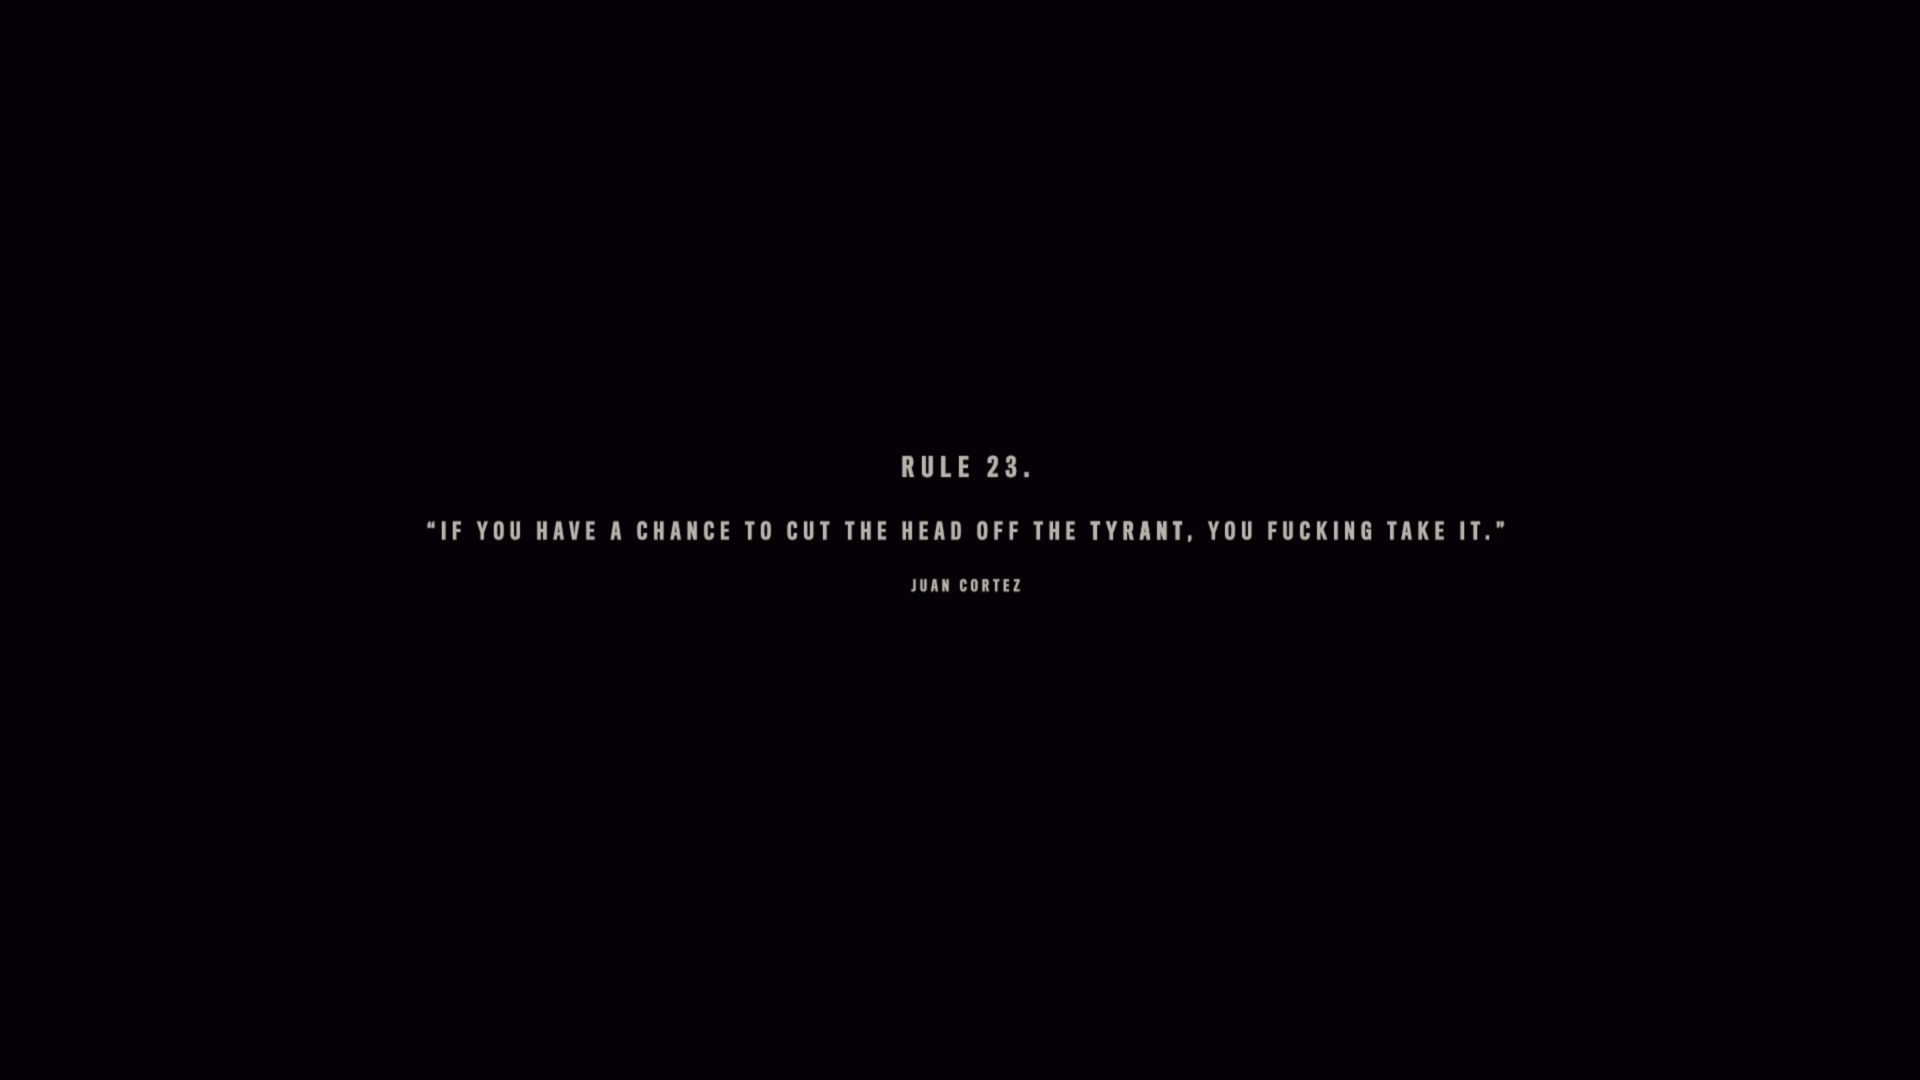 RULE 23.
“IF YOU HAVE A CHANCE TO CUT THE HEAD OFF THE TYRANT, YOU FUCKING TAKE IT.”
JUAN CORTEZ